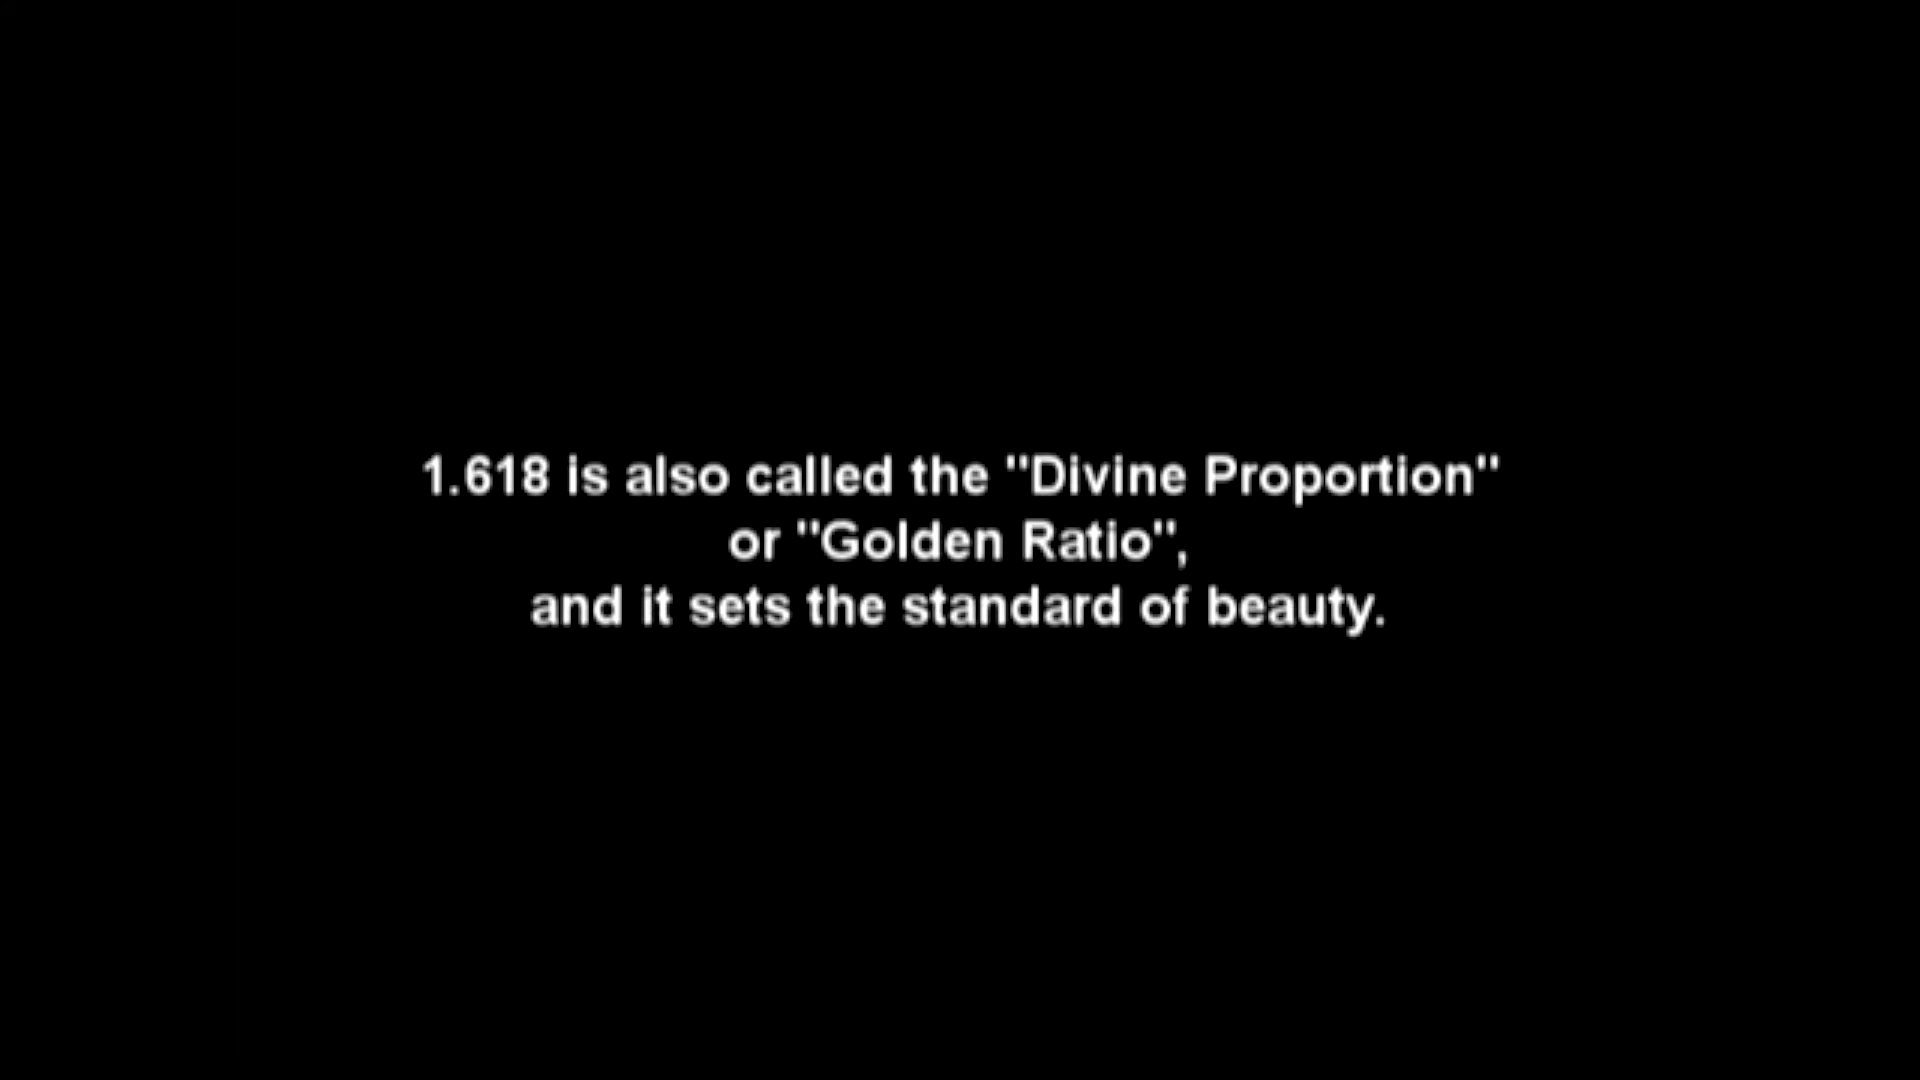 1.618 is also called the "Divine Proportion"
or "Golden Ratio",
and it sets the standard of beauty.